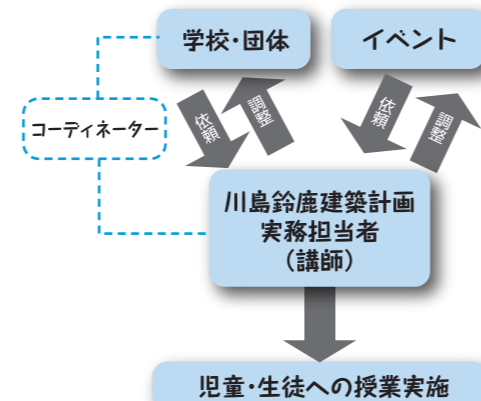 学校・団体
イベント
依頼
調整
依頼
調整
コーディネーター
川島鈴鹿建築計画
実務担当者
（講師）
児童・生徒への授業実施